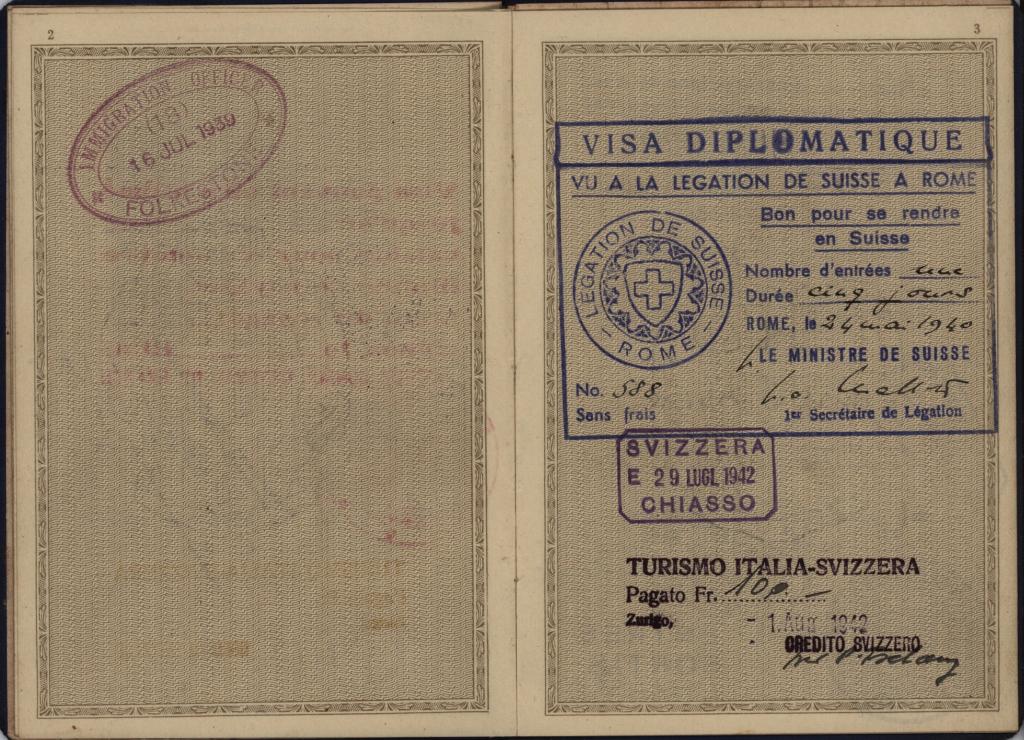 2
IMMIGRATION OFFICER
(18)
16 JUL 1939
FOLKESTONE
3
VISA DIPLOMATIQUE
VU A LA LEGATION DE SUISSE A ROME
Bon pour se rendre
en Suisse
LEGATION DE SUISSE
ROME
Nombre d'entrées une
Durée cinq jours
ROME, le 24 mai 1940
LE MINISTRE DE SUISSE
No. 588
Sans frais
1er Secrétaire de Légation
SVIZZERA
E 29 LUGL 1942
CHIASSO
TURISMO ITALIA-SVIZZERA
Pagato Fr. 100.—
Zurigo, - 1. Aug 1942
CREDITO SVIZZERO